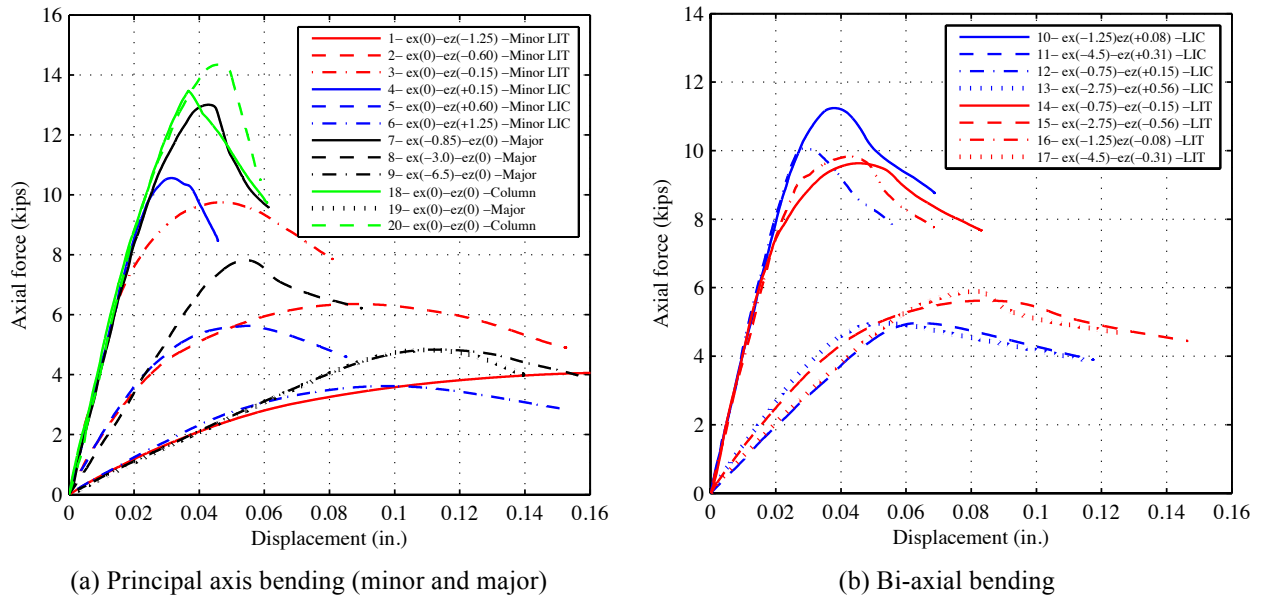 16
14
12
10
8
6
4
2
0
0
0.02
0.04
0.06
0.08
0.1
0.12
0.14
0.16
Axial force (kips)
Displacement (in.)
1− ex(0)−ez(−1.25) −Minor LIT
2− ex(0)−ez(−0.60) −Minor LIT
3− ex(0)−ez(−0.15) −Minor LIT
4− ex(0)−ez(+0.15) −Minor LIC
5− ex(0)−ez(+0.60) −Minor LIC
6− ex(0)−ez(+1.25) −Minor LIC
7− ex(−0.85)−ez(0) −Major
8− ex(−3.0)−ez(0) −Major
9− ex(−6.5)−ez(0) −Major
18− ex(0)−ez(0) −Column
19− ex(0)−ez(0) −Major
20− ex(0)−ez(0) −Column
(a) Principal axis bending (minor and major)
14
12
10
8
6
4
2
0
0
0.02
0.04
0.06
0.08
0.1
0.12
0.14
0.16
Axial force (kips)
Displacement (in.)
10− ex(−1.25)ez(+0.08) −LIC
11− ex(−4.5)−ez(+0.31) −LIC
12− ex(−0.75)−ez(+0.15) −LIC
13− ex(−2.75)−ez(+0.56) −LIC
14− ex(−0.75)−ez(−0.15) −LIT
15− ex(−2.75)−ez(−0.56) −LIT
16− ex(−1.25)ez(−0.08) −LIT
17− ex(−4.5)−ez(−0.31) −LIT
(b) Bi-axial bending